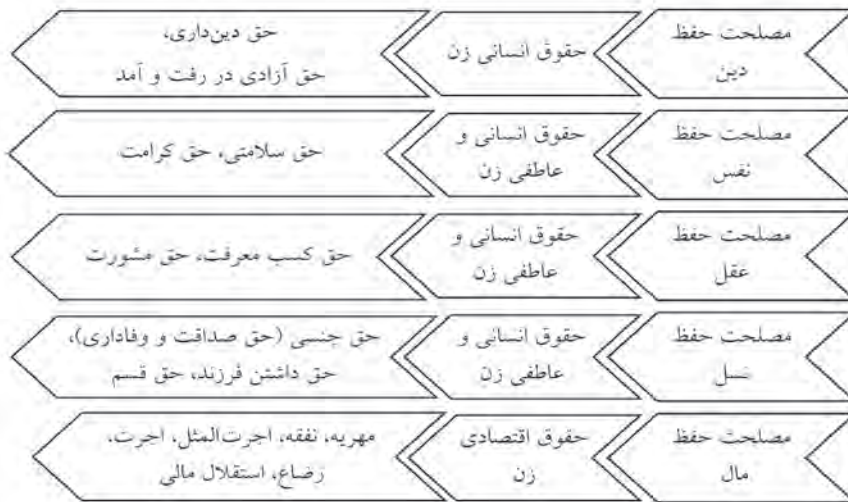 مصلحت حفظ
دین
حقوق انسانی زن
حق دین‌داری،
حق آزادی در رفت و آمد
مصلحت حفظ
نفس
حقوق انسانی و
عاطفی زن
حق سلامتی، حق کرامت
مصلحت حفظ
عقل
حقوق انسانی و
عاطفی زن
حق کسب معرفت، حق مشورت
مصلحت حفظ
نسل
حقوق انسانی و
عاطفی زن
حق جنسی (حق صداقت و وفاداری)،
حق داشتن فرزند، حق قسم
مصلحت حفظ
مال
حقوق اقتصادی
زن
مهریه، نفقه، اجرت‌المثل، اجرت،
رضاع، استقلال مالی